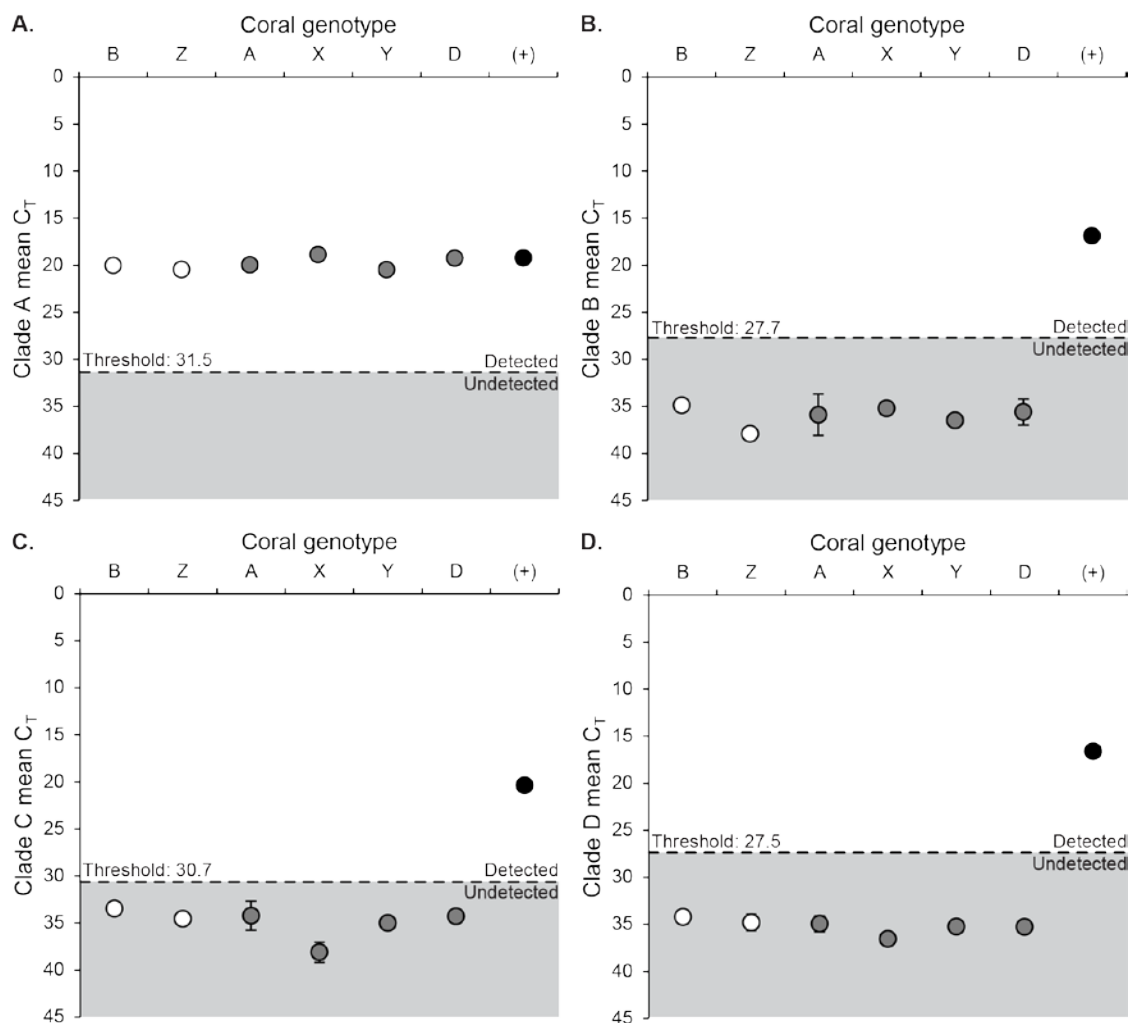 A.
Coral genotype
B Z A X Y D (+)
0
5
10
15
20
25
30
35
40
45
Clade A mean CT
Threshold: 31.5
Detected
Undetected
B.
Coral genotype
B Z A X Y D (+)
0
5
10
15
20
25
30
35
40
45
Clade B mean CT
Threshold: 27.7
Detected
Undetected
C.
Coral genotype
B Z A X Y D (+)
0
5
10
15
20
25
30
35
40
45
Clade C mean CT
Threshold: 30.7
Detected
Undetected
D.
Coral genotype
B Z A X Y D (+)
0
5
10
15
20
25
30
35
40
45
Clade D mean CT
Threshold: 27.5
Detected
Undetected